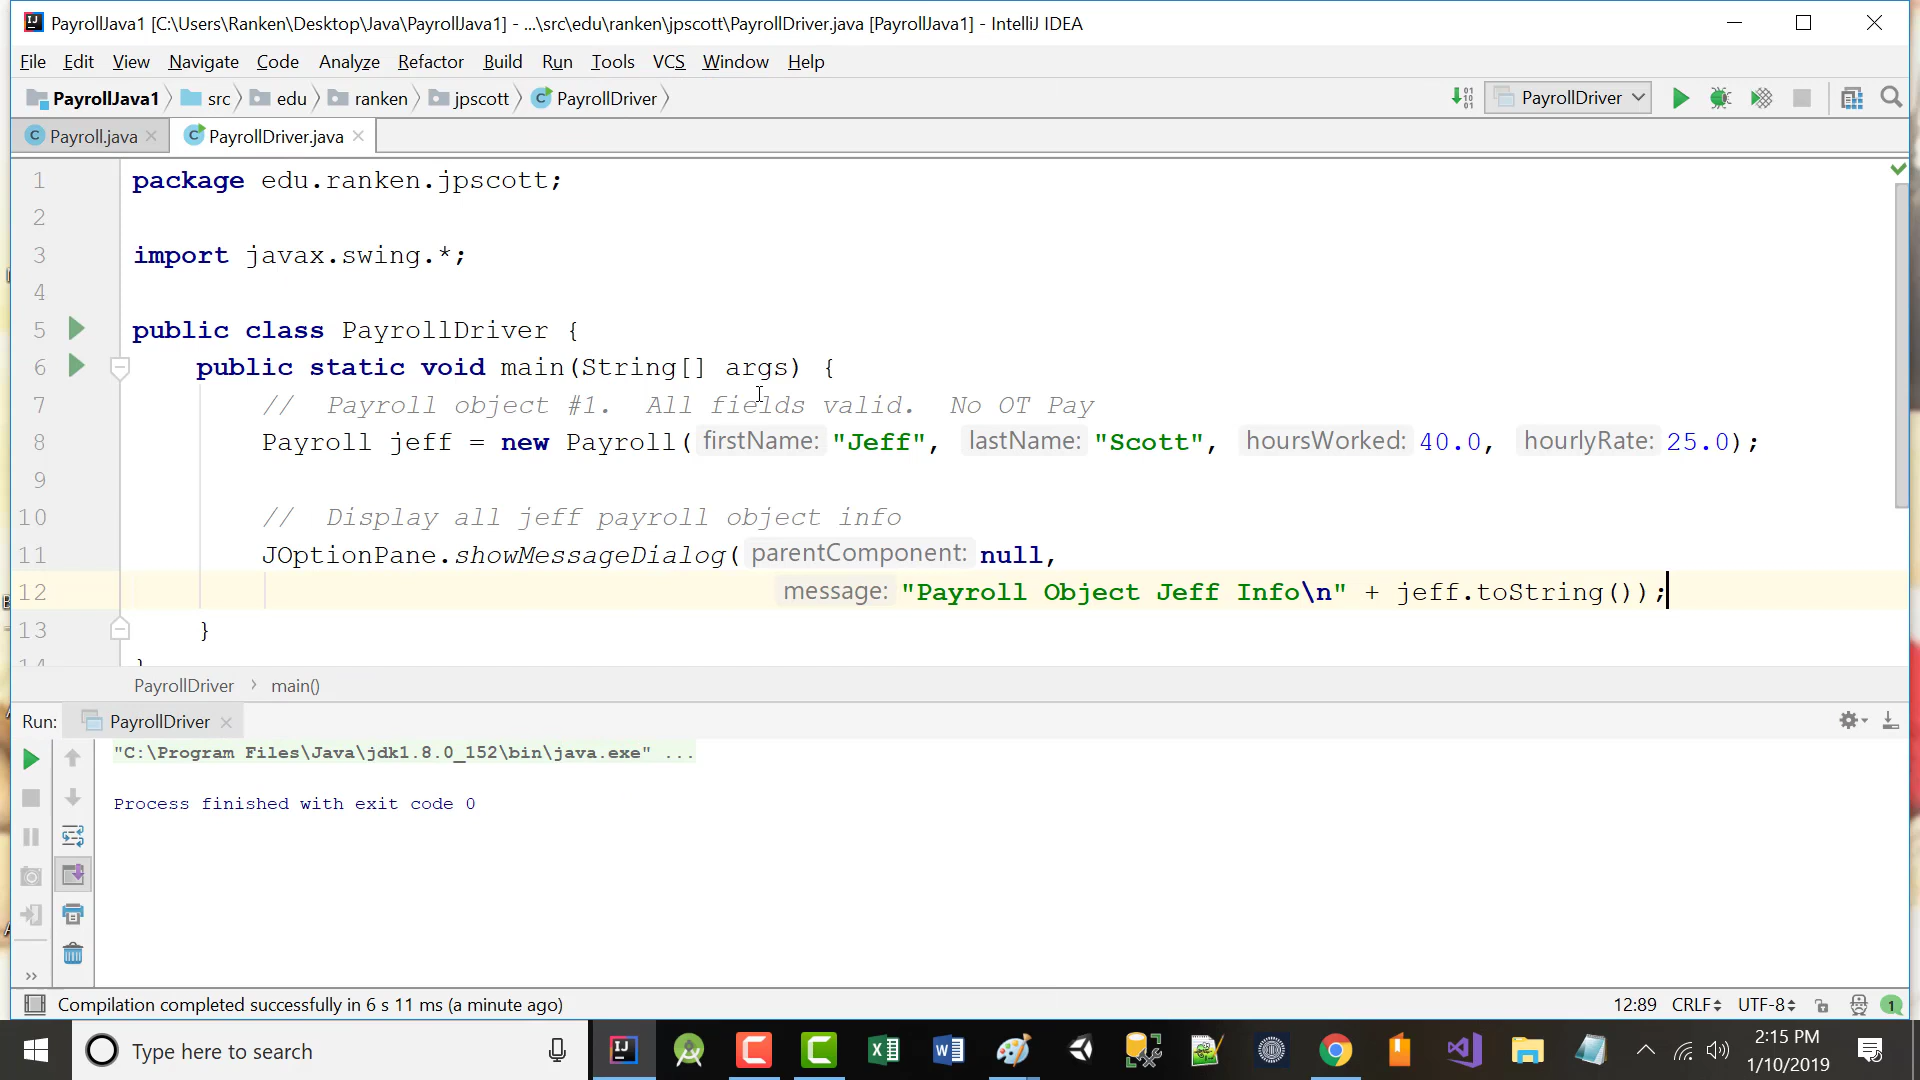 PayrollJava1 [C:\Users\Ranken\Desktop\Java\PayrollJava1] - ...\src\edu\ranken\jpscott\PayrollDriver.java [PayrollJava1] - IntelliJ IDEA
File Edit View Navigate Code Analyze Refactor Build Run Tools VCS Window Help
PayrollJava1 src edu ranken jpscott PayrollDriver PayrollDriver
Payroll.java PayrollDriver.java
1 package edu.ranken.jpscott;
2
3 import javax.swing.*;
4
5 public class PayrollDriver {
6 public static void main(String[] args) {
7 // Payroll object #1. All fields valid. No OT Pay
8 Payroll jeff = new Payroll( firstName: "Jeff", lastName: "Scott", hoursWorked: 40.0, hourlyRate: 25.0);
9
10 // Display all jeff payroll object info
11 JOptionPane.showMessageDialog( parentComponent: null,
12 message: "Payroll Object Jeff Info\n" + jeff.toString());
13 }
14 }
PayrollDriver > main()
Run: PayrollDriver
"C:\Program Files\Java\jdk1.8.0_152\bin\java.exe" ...
Process finished with exit code 0
Compilation completed successfully in 6 s 11 ms (a minute ago) 12:89 CRLF UTF-8 1
Type here to search
2:15 PM
1/10/2019